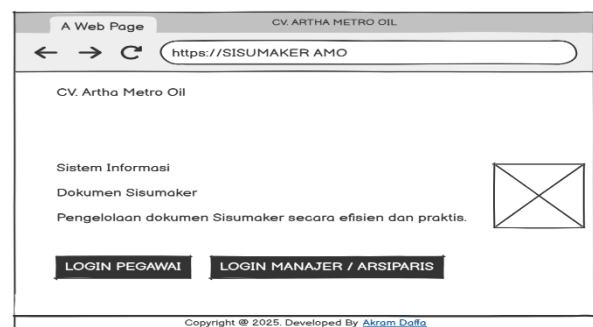 CV. ARTHA METRO OIL
A Web Page
https://SISUMAKER AMO
CV. Artha Metro Oil
Sistem Informasi
Dokumen Sisumaker
Pengelolaan dokumen Sisumaker secara efisien dan praktis.
LOGIN PEGAWAI
LOGIN MANAJER / ARSIPARIS
Copyright @ 2025. Developed By Akram Daffa